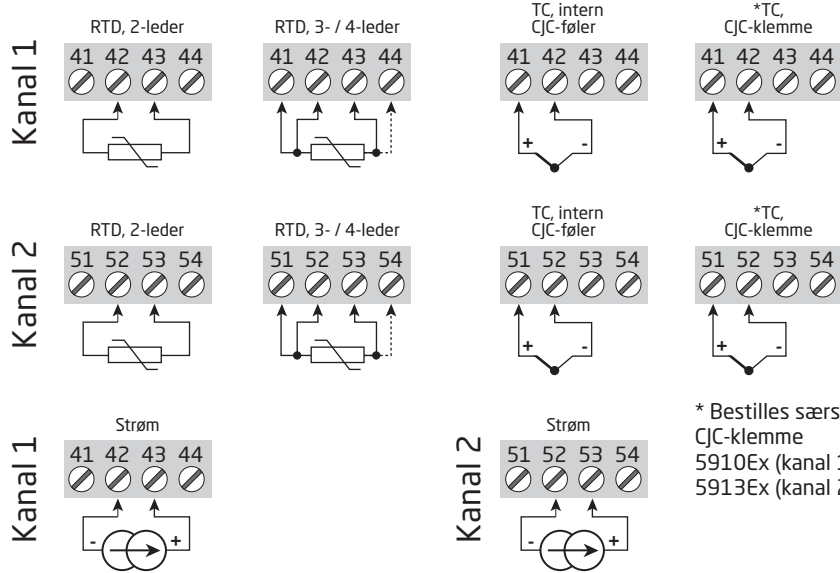 Kanal 1
RTD, 2-leder
41 42 43 44
RTD, 3- / 4-leder
41 42 43 44
TC, intern
CJC-føler
41 42 43 44
+ -
*TC,
CJC-klemme
41 42 43 44
+ -
Kanal 2
RTD, 2-leder
51 52 53 54
RTD, 3- / 4-leder
51 52 53 54
TC, intern
CJC-føler
51 52 53 54
+ -
*TC,
CJC-klemme
51 52 53 54
+ -
Kanal 1
Strøm
41 42 43 44
- +
Kanal 2
Strøm
51 52 53 54
- +
* Bestilles særs
CJC-klemme
5910Ex (kanal 1
5913Ex (kanal 2